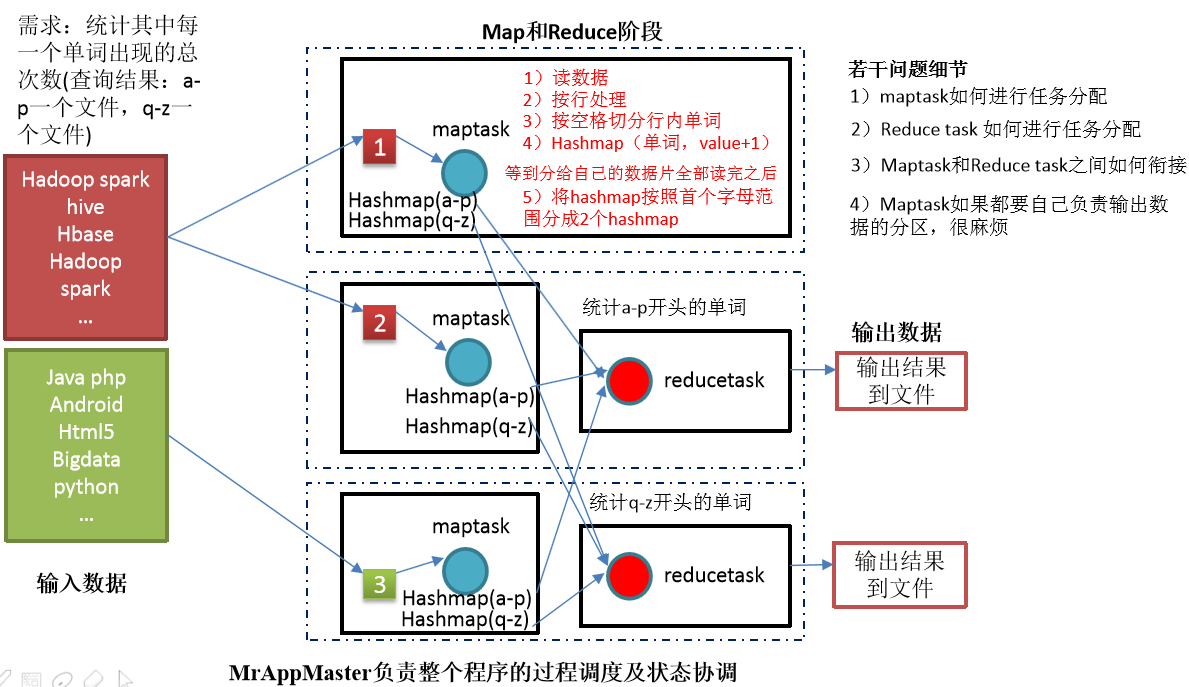 需求：统计其中每
一个单词出现的总
次数(查询结果：a-
p一个文件，q-z一
个文件)
Hadoop spark
hive
Hbase
Hadoop
spark
...
Java php
Android
Html5
Bigdata
python
...
输入数据
Map和Reduce阶段
1）读数据
2）按行处理
3）按空格切分行内单词
4）Hashmap（单词，value+1）
等到分给自己的数据片全部读完之后
5）将hashmap按照首个字母范
围分成2个hashmap
maptask
1
Hashmap(a-p)
Hashmap(q-z)
maptask
2
Hashmap(a-p)
Hashmap(q-z)
统计a-p开头的单词
reducetask
maptask
3
Hashmap(a-p)
Hashmap(q-z)
统计q-z开头的单词
reducetask
若干问题细节
1）maptask如何进行任务分配
2）Reduce task 如何进行任务分配
3）Maptask和Reduce task之间如何衔接
4）Maptask如果都要自己负责输出数
据的分区，很麻烦
输出数据
输出结果
到文件
输出结果
到文件
MrAppMaster负责整个程序的过程调度及状态协调